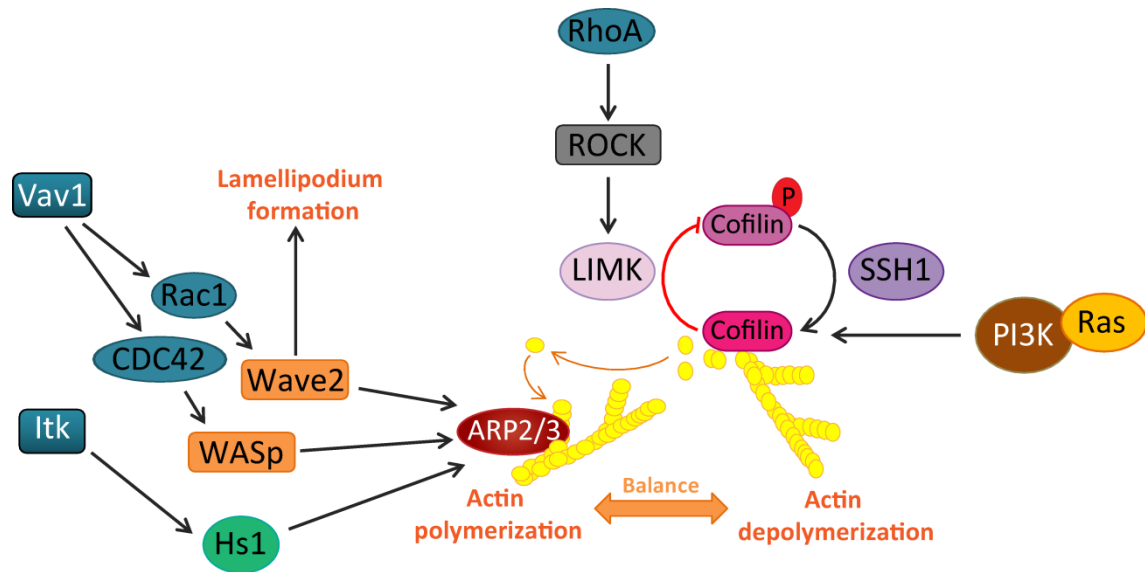 RhoA
ROCK
Vav1
Lamellipodium
formation
P
Cofilin
LIMK
SSH1
Rac1
Cofilin
PI3K
Ras
CDC42
Wave2
Itk
WASp
ARP2/3
Balance
Actin
polymerization
Actin
depolymerization
Hs1